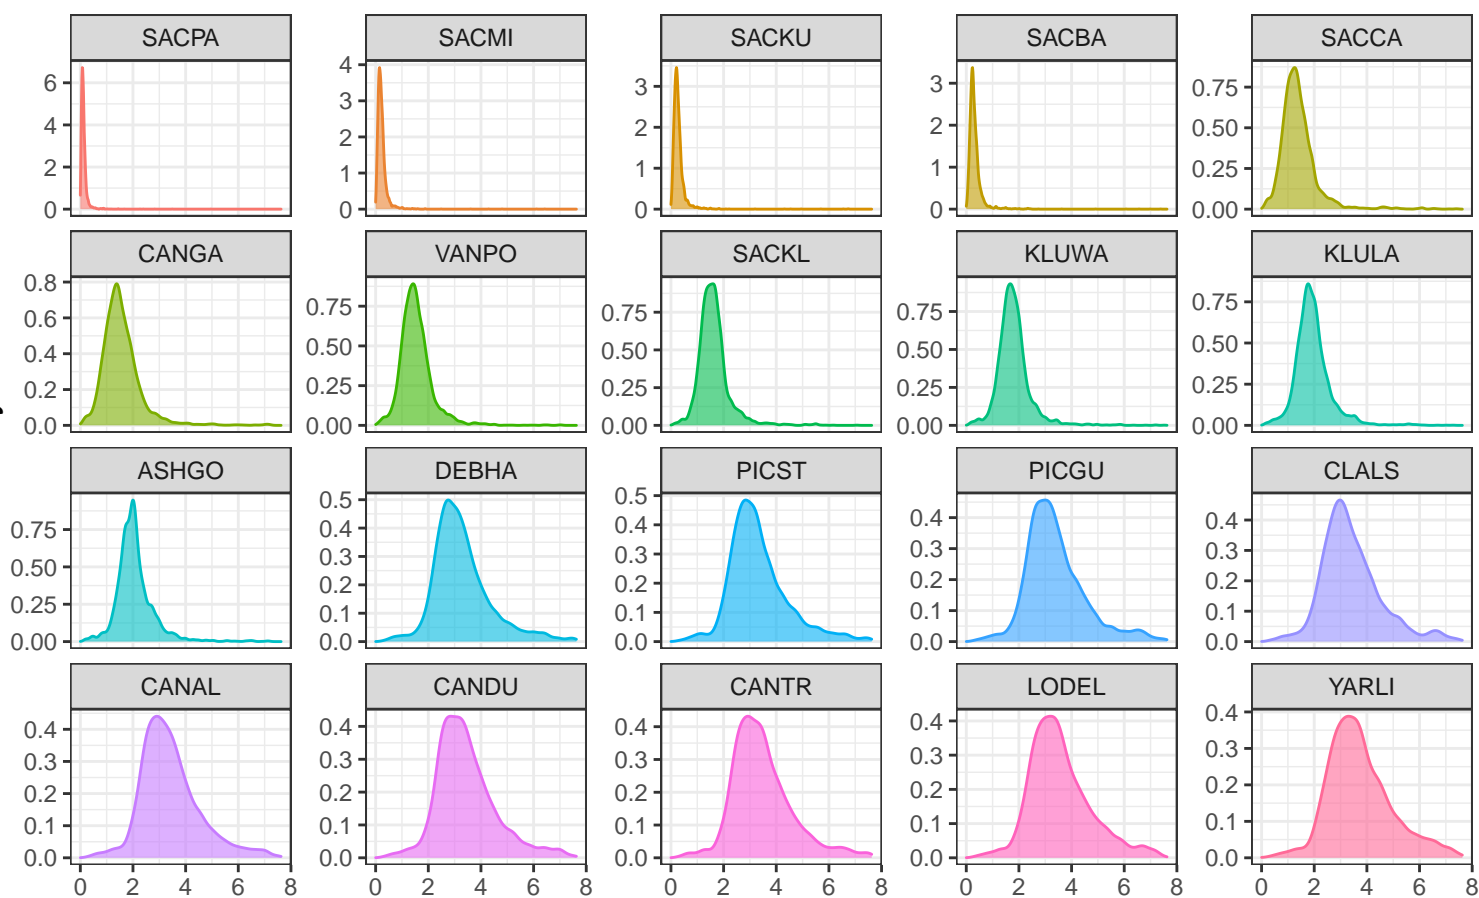 SACPA SACMI SACKU SACBA SACCA
6 4 2 0
4 3 2 1 0
3 2 1 0
3 2 1 0
0.75 0.50 0.25 0.00
CANGA VANPO SACKL KLUWA KLULA
0.8 0.6 0.4 0.2 0.0
0.75 0.50 0.25 0.00
0.75 0.50 0.25 0.00
0.75 0.50 0.25 0.00
0.75 0.50 0.25 0.00
ASHGO DEBHA PICST PICGU CLALS
0.75 0.50 0.25 0.00
0.5 0.4 0.3 0.2 0.1 0.0
0.5 0.4 0.3 0.2 0.1 0.0
0.4 0.3 0.2 0.1 0.0
0.4 0.3 0.2 0.1 0.0
CANAL CANDU CANTR LODEL YARLI
0.4 0.3 0.2 0.1 0.0
0.4 0.3 0.2 0.1 0.0
0.4 0.3 0.2 0.1 0.0
0.4 0.3 0.2 0.1 0.0
0.4 0.3 0.2 0.1 0.0
0 2 4 6 8 0 2 4 6 8 0 2 4 6 8 0 2 4 6 8 0 2 4 6 8